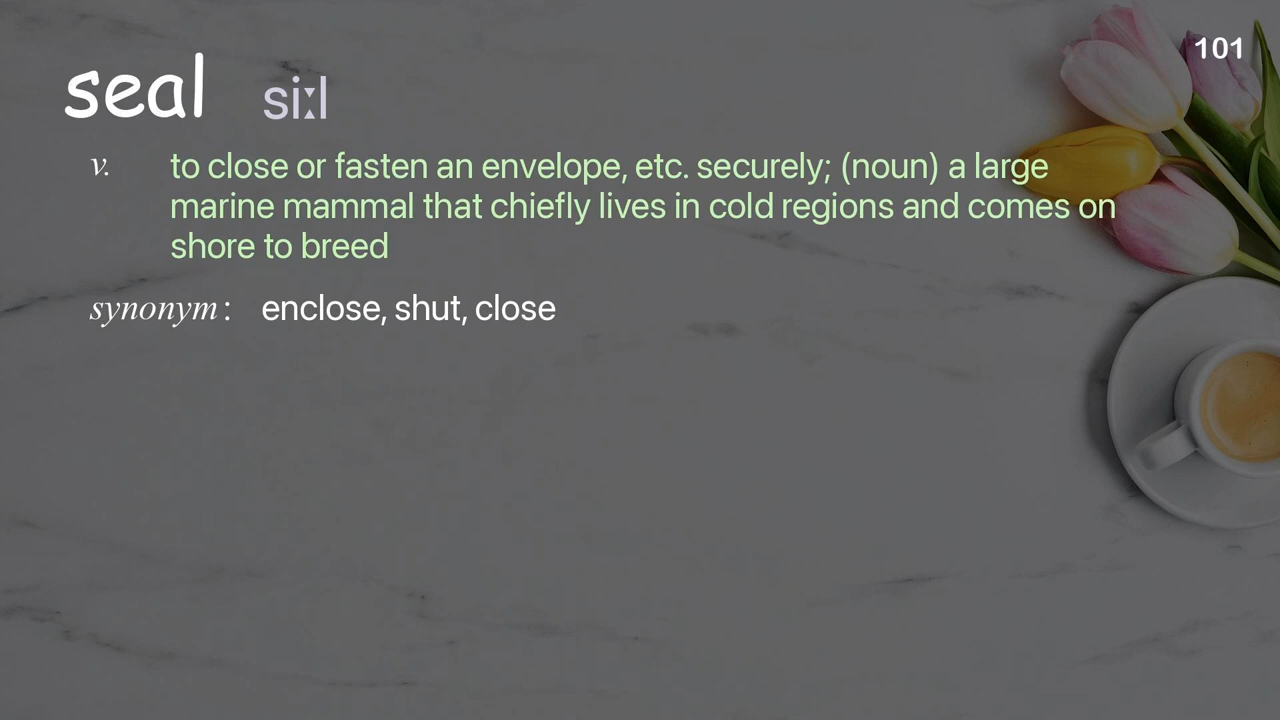 101
seal siːl
v. to close or fasten an envelope, etc. securely; (noun) a large
marine mammal that chiefly lives in cold regions and comes on
shore to breed
synonym: enclose, shut, close